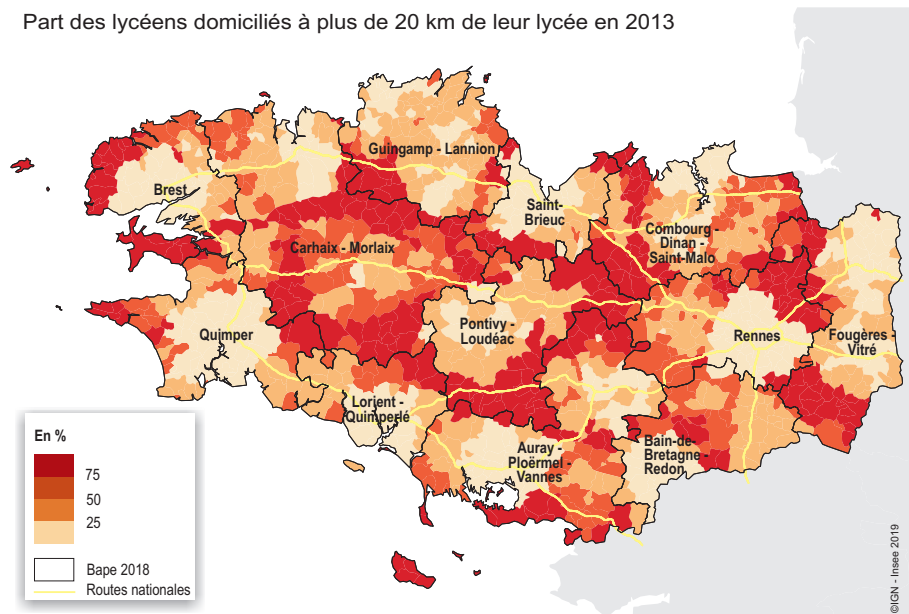 Part des lycéens domiciliés à plus de 20 km de leur lycée en 2013
Guingamp - Lannion
Brest
Saint-
Brieuc
Combourg -
Dinan -
Saint-Malo
Carhaix - Morlaix
Quimper
Pontivy -
Loudéac
Rennes
Fougères -
Vitré
Lorient -
Quimperlé
Auray -
Ploërmel -
Vannes
Bain-de-
Bretagne -
Redon
En %
75
50
25
Bape 2018
Routes nationales
©IGN - Insee 2019